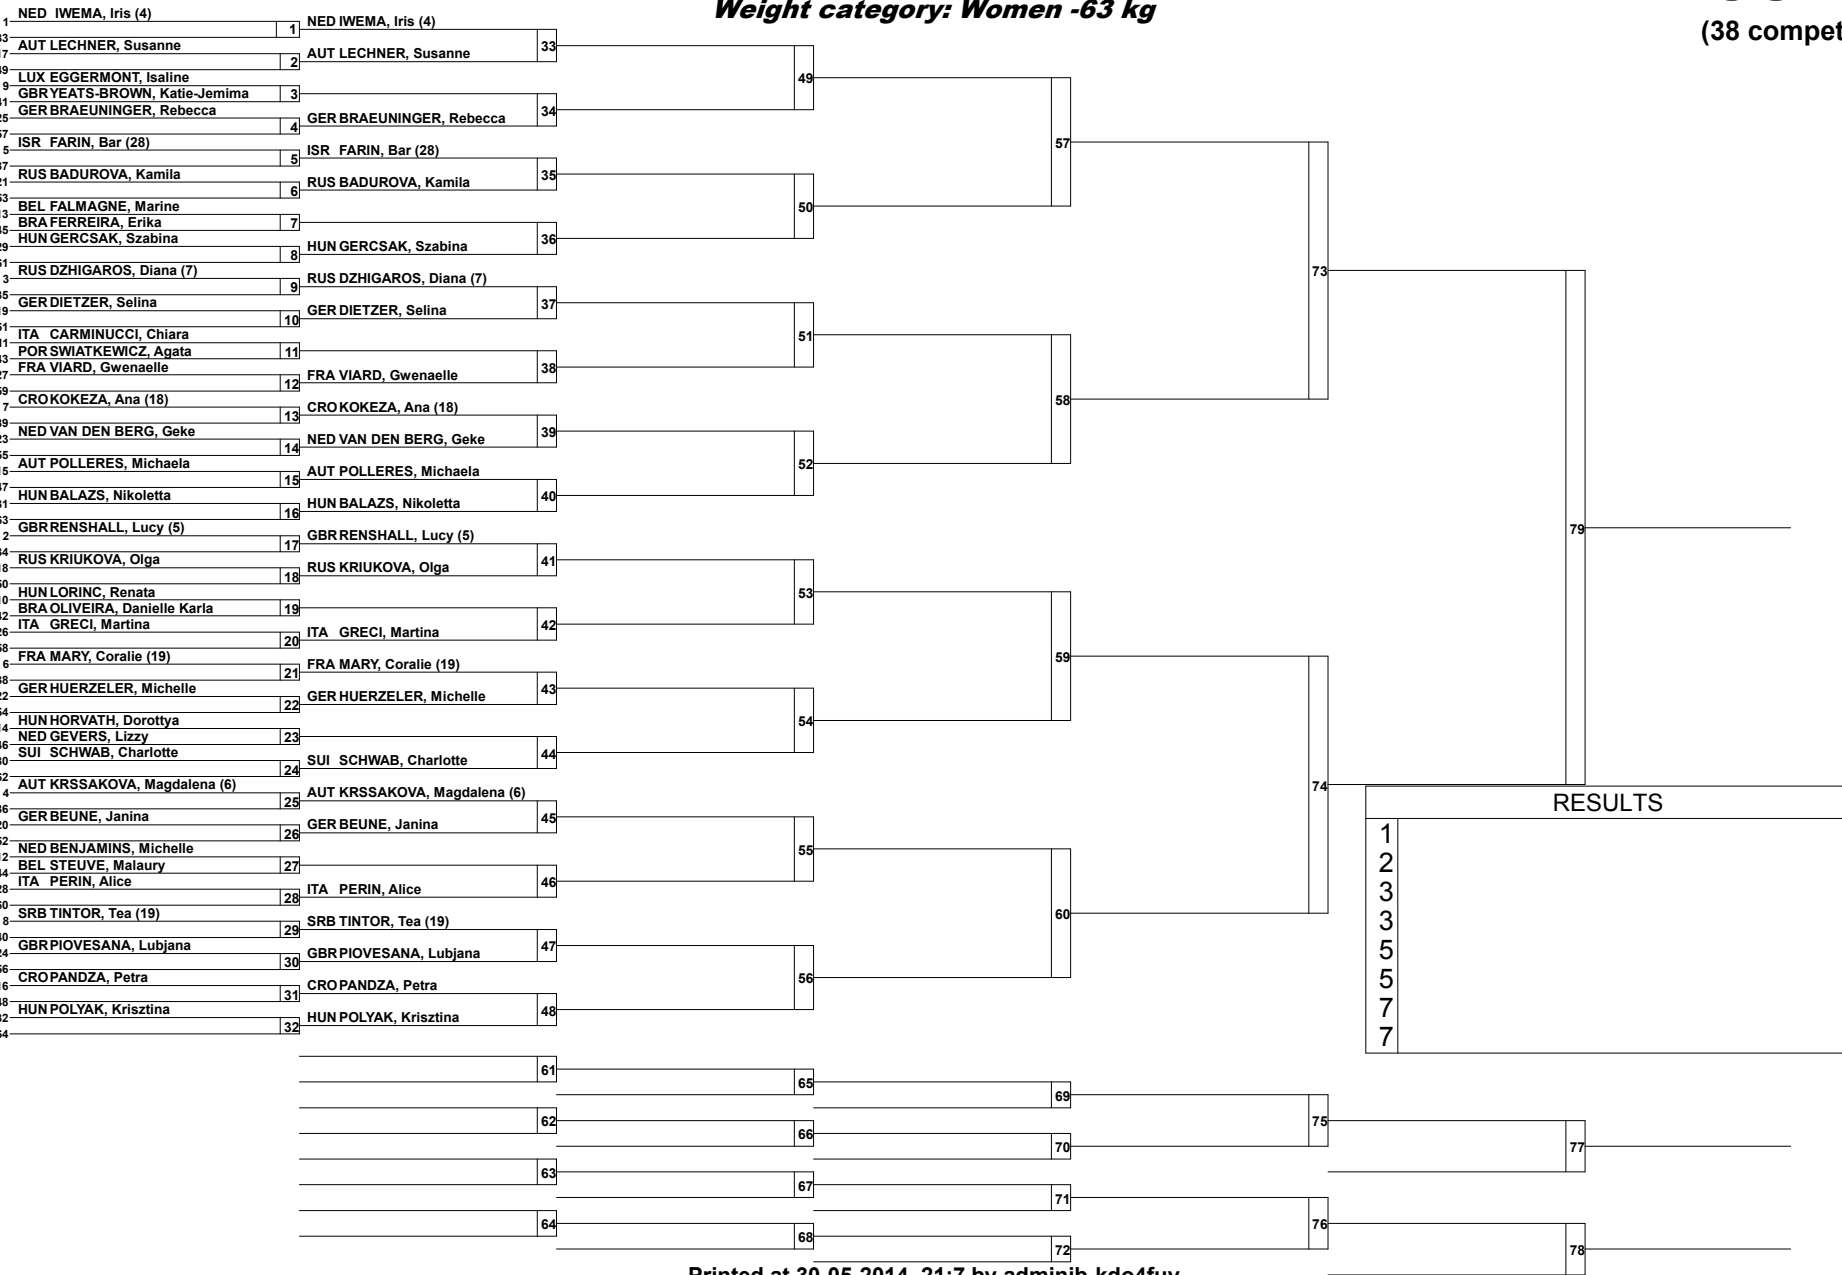 Weight category: Women -63 kg
(38 compet
NED IWEMA, Iris (4)
AUT LECHNER, Susanne
LUX EGGERMONT, Isaline
GBR YEATS-BROWN, Katie-Jemima
GER BRAEUNINGER, Rebecca
ISR FARIN, Bar (28)
RUS BADUROVA, Kamila
BEL FALMAGNE, Marine
BRA FERREIRA, Erika
HUN GERCSAK, Szabina
RUS DZHIGAROS, Diana (7)
GER DIETZER, Selina
ITA CARMINUCCI, Chiara
POR SWIATKEWICZ, Agata
FRA VIARD, Gwenaelle
CRO KOKEZA, Ana (18)
NED VAN DEN BERG, Geke
AUT POLLERES, Michaela
HUN BALAZS, Nikoletta
GBR RENSHALL, Lucy (5)
RUS KRIUKOVA, Olga
HUN LORINC, Renata
BRA OLIVEIRA, Danielle Karla
ITA GRECI, Martina
FRA MARY, Coralie (19)
GER HUERZELER, Michelle
HUN HORVATH, Dorottya
NED GEVERS, Lizzy
SUI SCHWAB, Charlotte
AUT KRSSAKOVA, Magdalena (6)
GER BEUNE, Janina
NED BENJAMINS, Michelle
BEL STEUVE, Malaury
ITA PERIN, Alice
SRB TINTOR, Tea (19)
GBR PIOVESANA, Lubjana
CRO PANDZA, Petra
HUN POLYAK, Krisztina
1
2
3
4
5
6
7
8
9
10
11
12
13
14
15
16
17
18
19
20
21
22
23
24
25
26
27
28
29
30
31
32
NED IWEMA, Iris (4)
AUT LECHNER, Susanne
GER BRAEUNINGER, Rebecca
ISR FARIN, Bar (28)
RUS BADUROVA, Kamila
HUN GERCSAK, Szabina
RUS DZHIGAROS, Diana (7)
GER DIETZER, Selina
FRA VIARD, Gwenaelle
CRO KOKEZA, Ana (18)
NED VAN DEN BERG, Geke
AUT POLLERES, Michaela
HUN BALAZS, Nikoletta
GBR RENSHALL, Lucy (5)
RUS KRIUKOVA, Olga
ITA GRECI, Martina
FRA MARY, Coralie (19)
GER HUERZELER, Michelle
SUI SCHWAB, Charlotte
AUT KRSSAKOVA, Magdalena (6)
GER BEUNE, Janina
ITA PERIN, Alice
SRB TINTOR, Tea (19)
GBR PIOVESANA, Lubjana
CRO PANDZA, Petra
HUN POLYAK, Krisztina
33
34
35
36
37
38
39
40
41
42
43
44
45
46
47
48
49
50
51
52
53
54
55
56
57
58
59
60
73
74
79
RESULTS
1
2
3
3
5
5
7
7
61
62
63
64
65
66
67
68
69
70
71
72
75
76
77
78